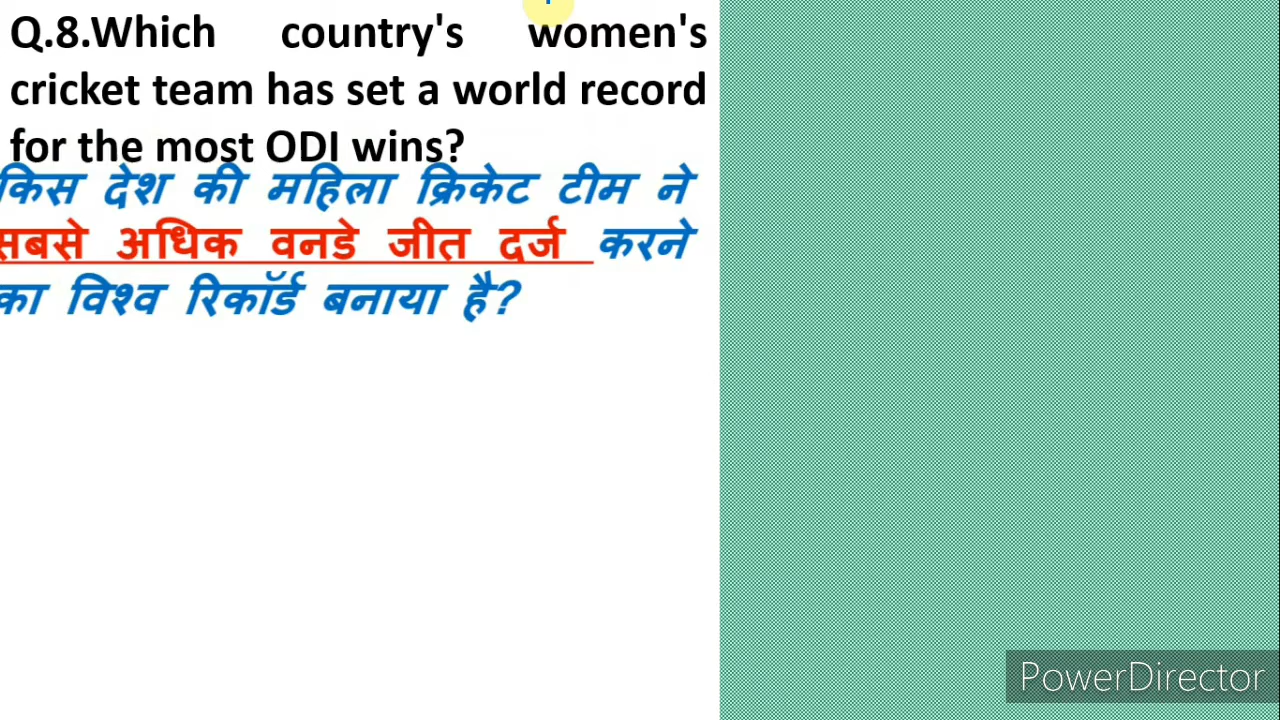 Q.8.Which country's women's
cricket team has set a world record
for the most ODI wins?
किस देश की महिला क्रिकेट टीम ने
सबसे अधिक वनडे जीत दर्ज करने
का विश्व रिकॉर्ड बनाया है?
PowerDirector